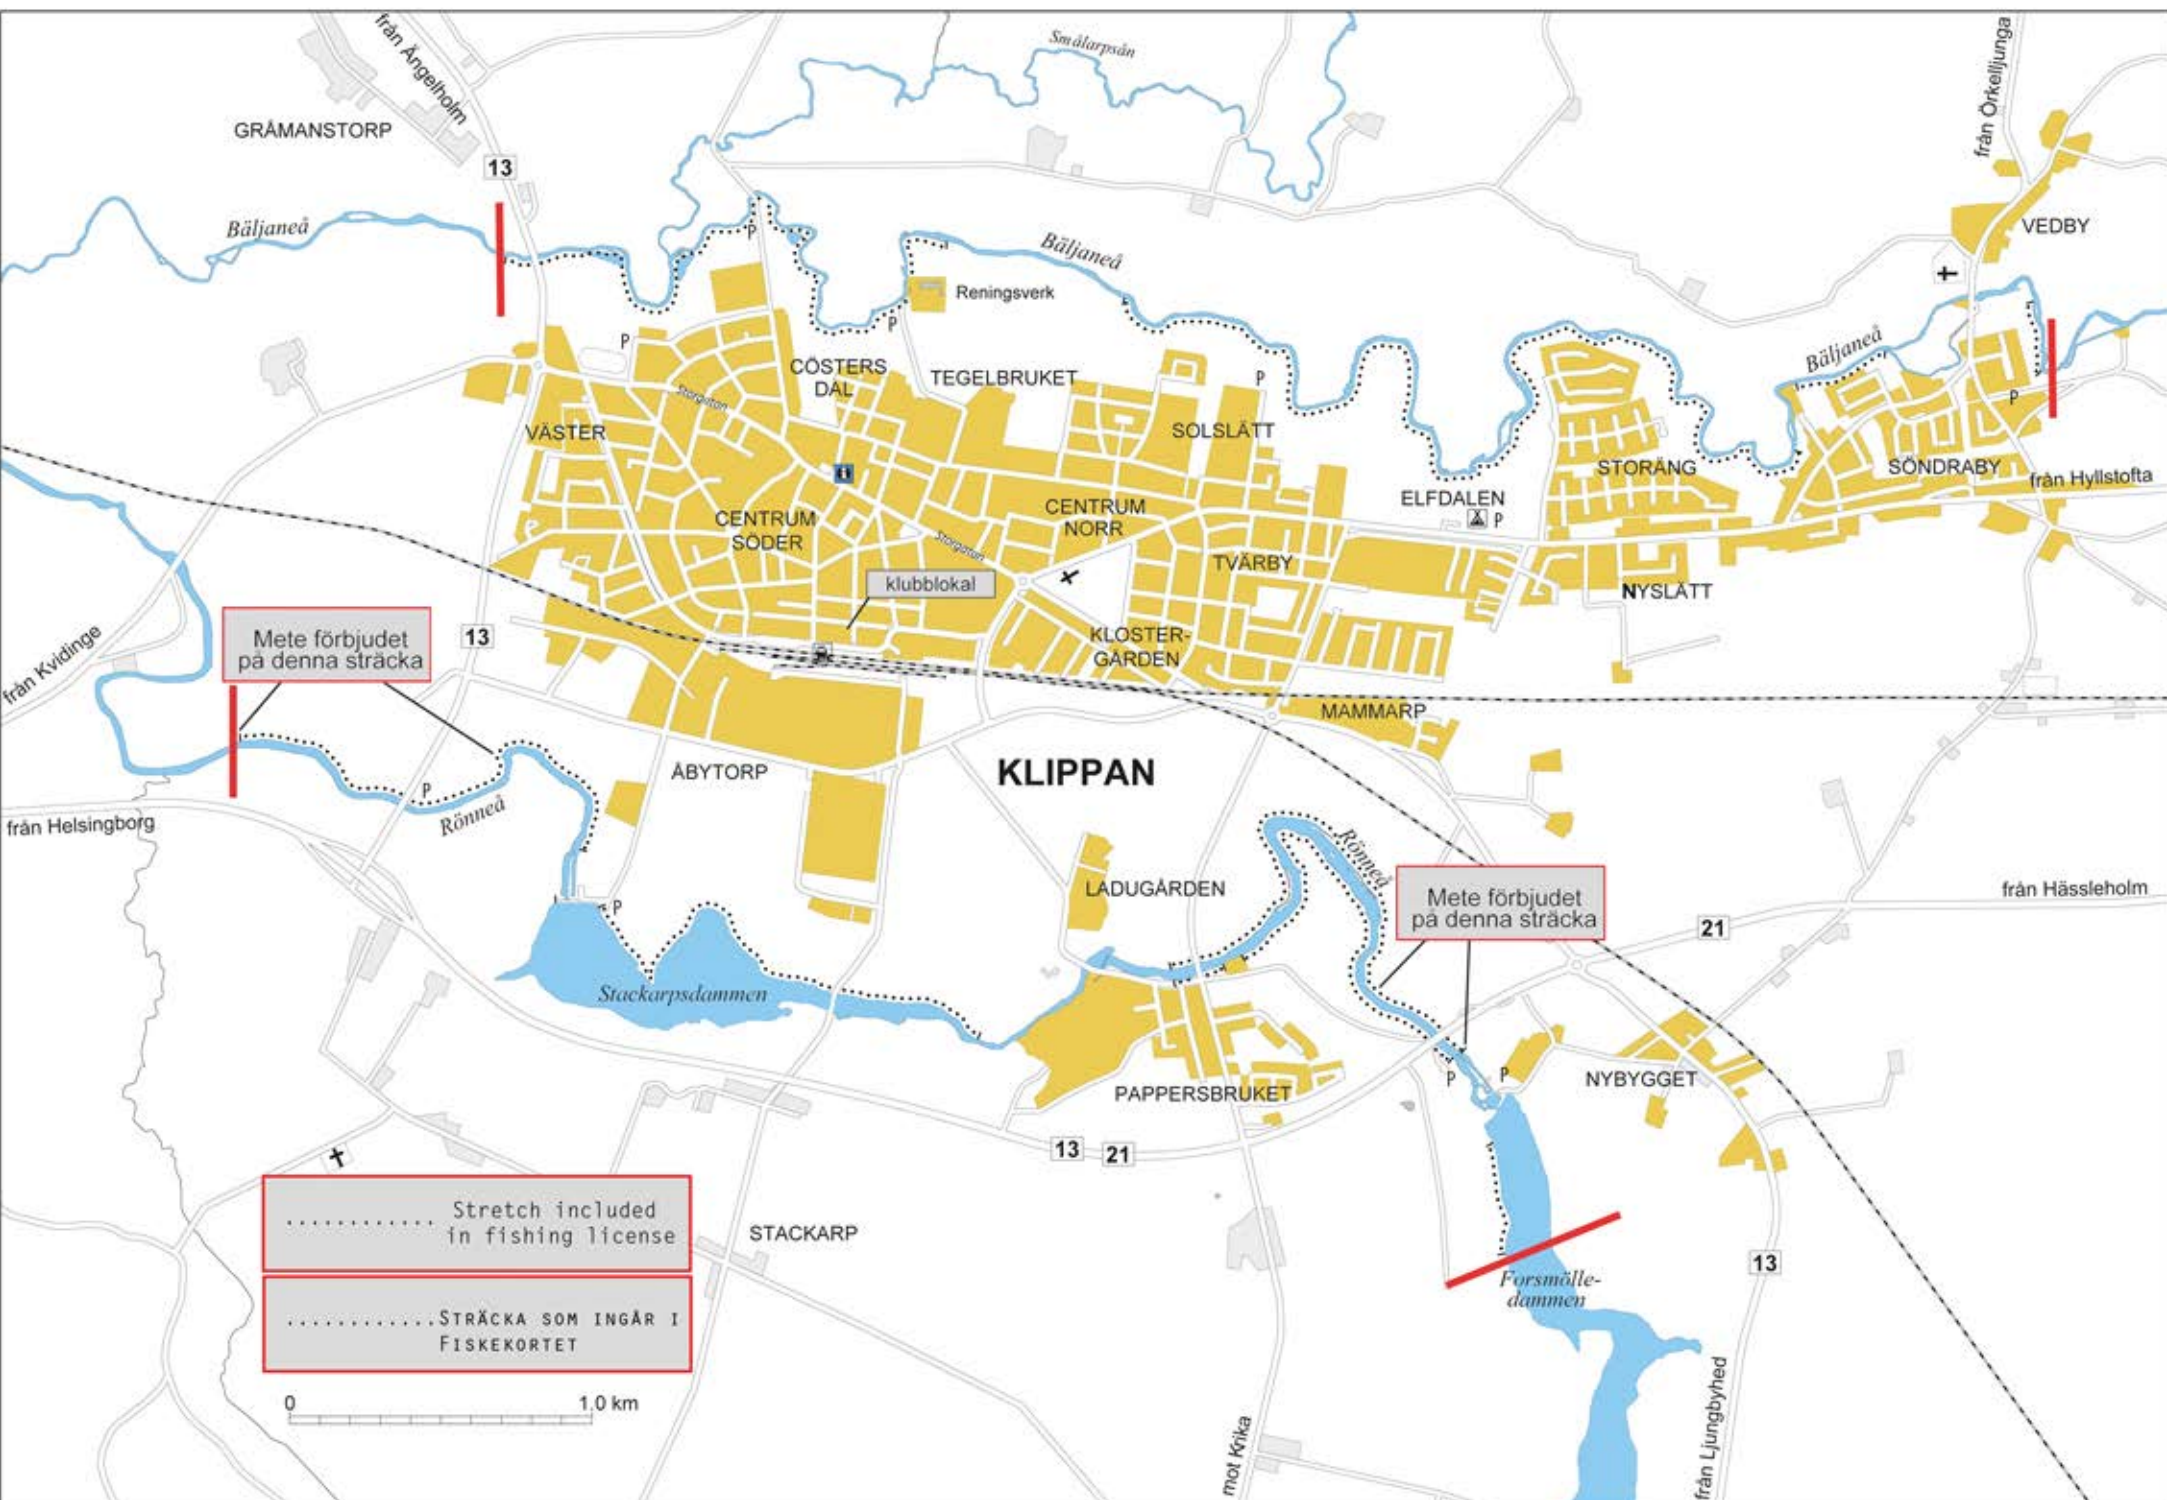 från Ängelholm
Smålarpsån
från Örkelljunga
GRÅMANSTORP
13
Bäljaneå
P
Bäljaneå
VEDBY
Reningsverk
P
P
CÖSTERS
DAL
TEGELBRUKET
P
Bäljaneå
P
Storgatan
VÄSTER
SOLSLÄTT
STORÄNG
SÖNDRABY
från Hyllstofta
ELFDALEN
P
CENTRUM
SÖDER
CENTRUM
NORR
Storgatan
TVÄRBY
NYSLÄTT
klubblokal
KLOSTER-
GÅRDEN
Mete förbjudet
på denna sträcka
13
från Kvidinge
MAMMARP
ÅBYTORP
KLIPPAN
P
Rönneå
från Helsingborg
Rönneå
LADUGÅRDEN
Mete förbjudet
på denna sträcka
från Hässleholm
21
P
Stackarpsdammen
P
P
NYBYGGET
PAPPERSBRUKET
13
21
Stretch included
in fishing license
STACKARP
13
Forsmölle-
dammen
STRÄCKA SOM INGÅR I
FISKEKORTET
0
1.0 km
mot Krika
från Ljungbyhed